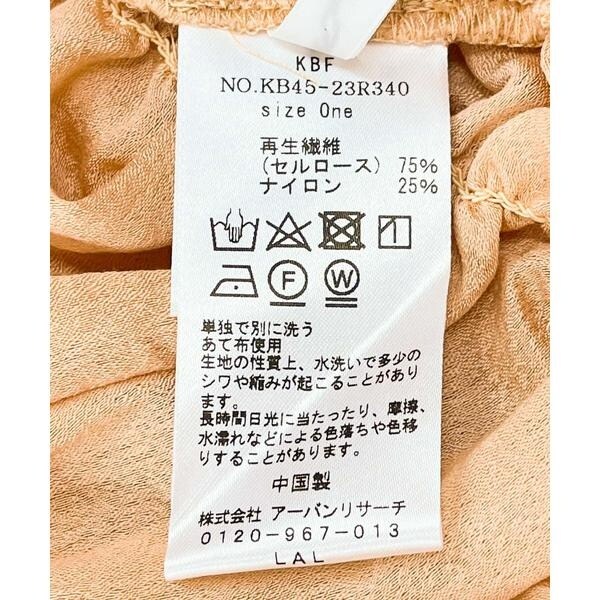 KBF
NO.KB45-23R340
size One
再生繊維
(セルロース) 75%
ナイロン 25%
F
W
単独で別に洗う
あて布使用
生地の性質上、水洗いで多少の
シワや縮みが起こることがあり
ます。
長時間日光に当たったり、摩擦、
水濡れなどによる色落ちや色移
りすることがあります。
中国製
株式会社 アーバンリサーチ
0120-967-013
LAL